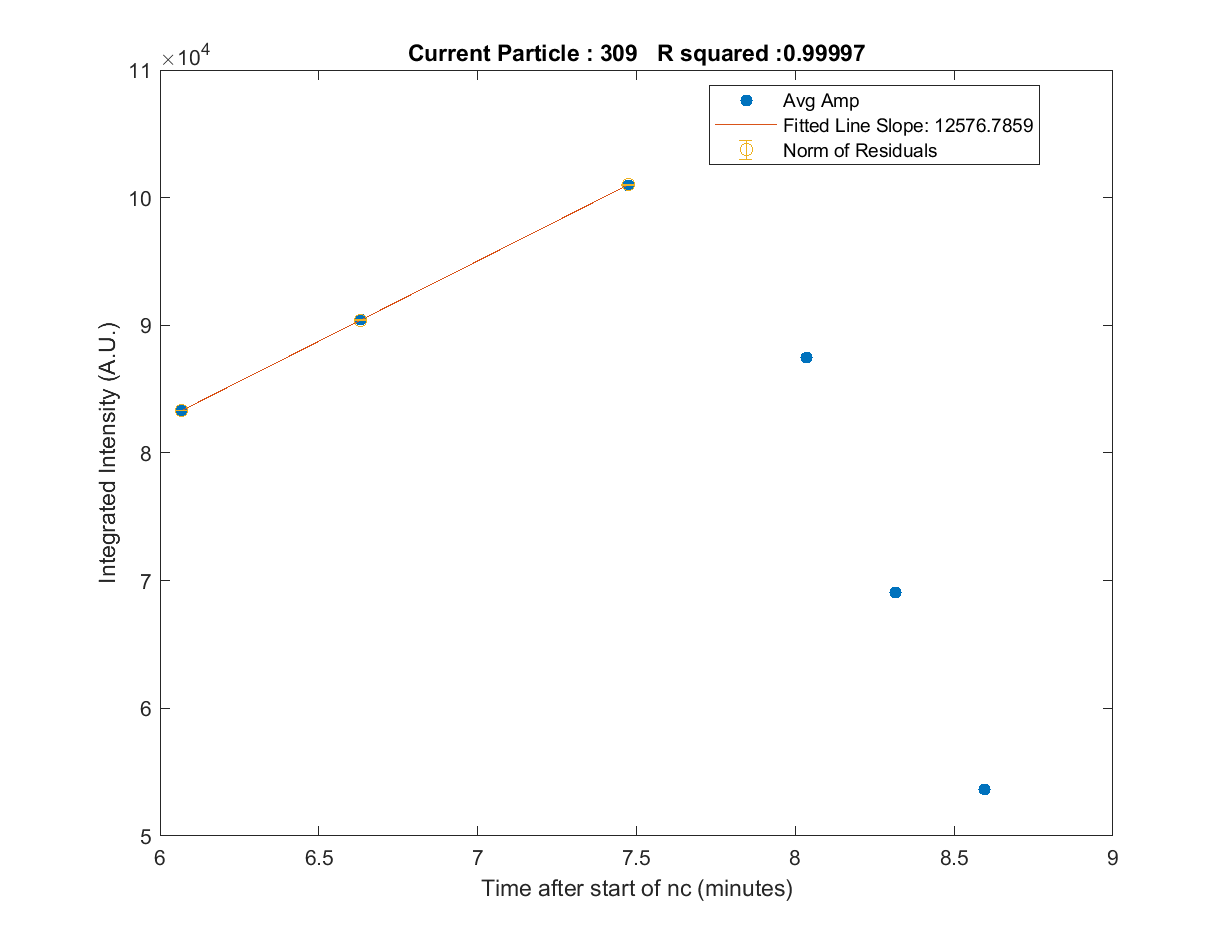 Current Particle : 309   R squared :0.99997
×10^4
11
10
9
8
7
6
5
Integrated Intensity (A.U.)
Avg Amp
Fitted Line Slope: 12576.7859
Norm of Residuals
6 6.5 7 7.5 8 8.5 9
Time after start of nc (minutes)